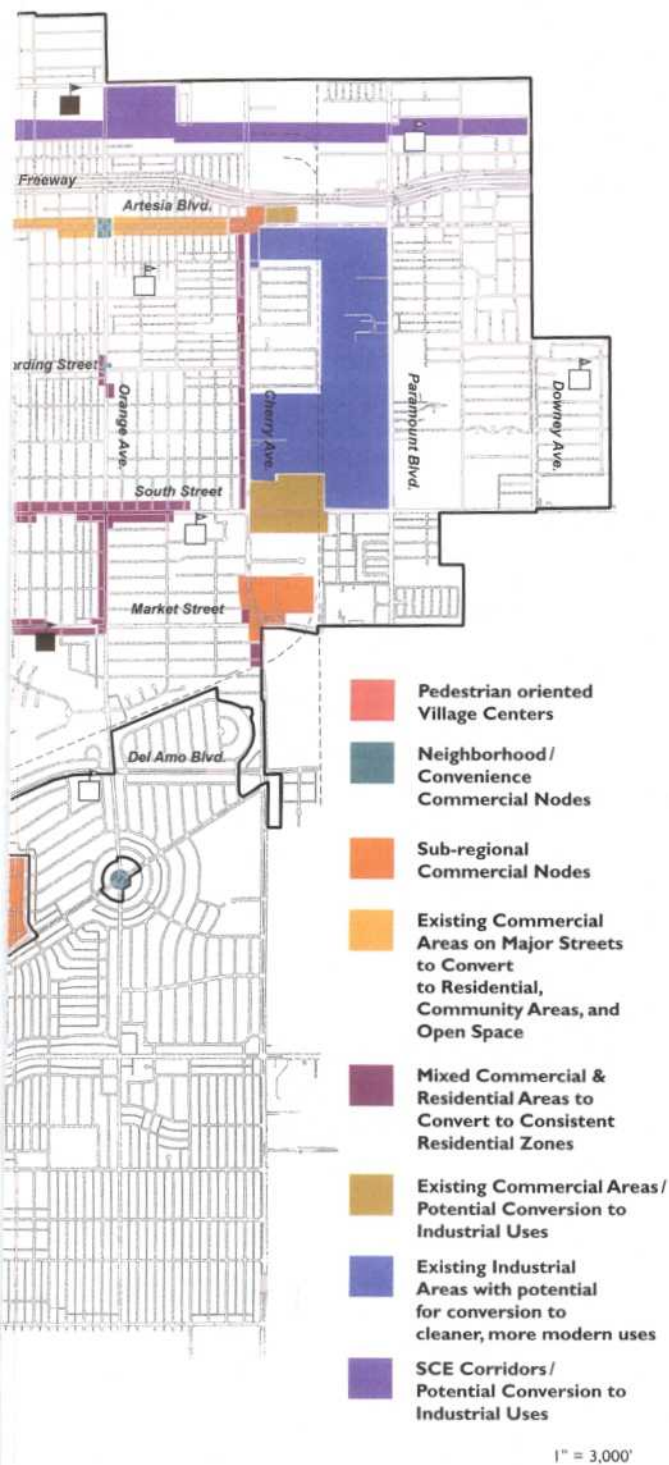 Freeway
Artesia Blvd.
rding Street
Orange Ave.
Cherry Ave.
Paramount Blvd.
Downey Ave.
South Street
Market Street
Del Amo Blvd.
Pedestrian oriented
Village Centers
Neighborhood/
Convenience
Commercial Nodes
Sub-regional
Commercial Nodes
Existing Commercial
Areas on Major Streets
to Convert
to Residential,
Community Areas, and
Open Space
Mixed Commercial &
Residential Areas to
Convert to Consistent
Residential Zones
Existing Commercial Areas/
Potential Conversion to
Industrial Uses
Existing Industrial
Areas with potential
for conversion to
cleaner, more modern uses
SCE Corridors/
Potential Conversion to
Industrial Uses
1" = 3,000'